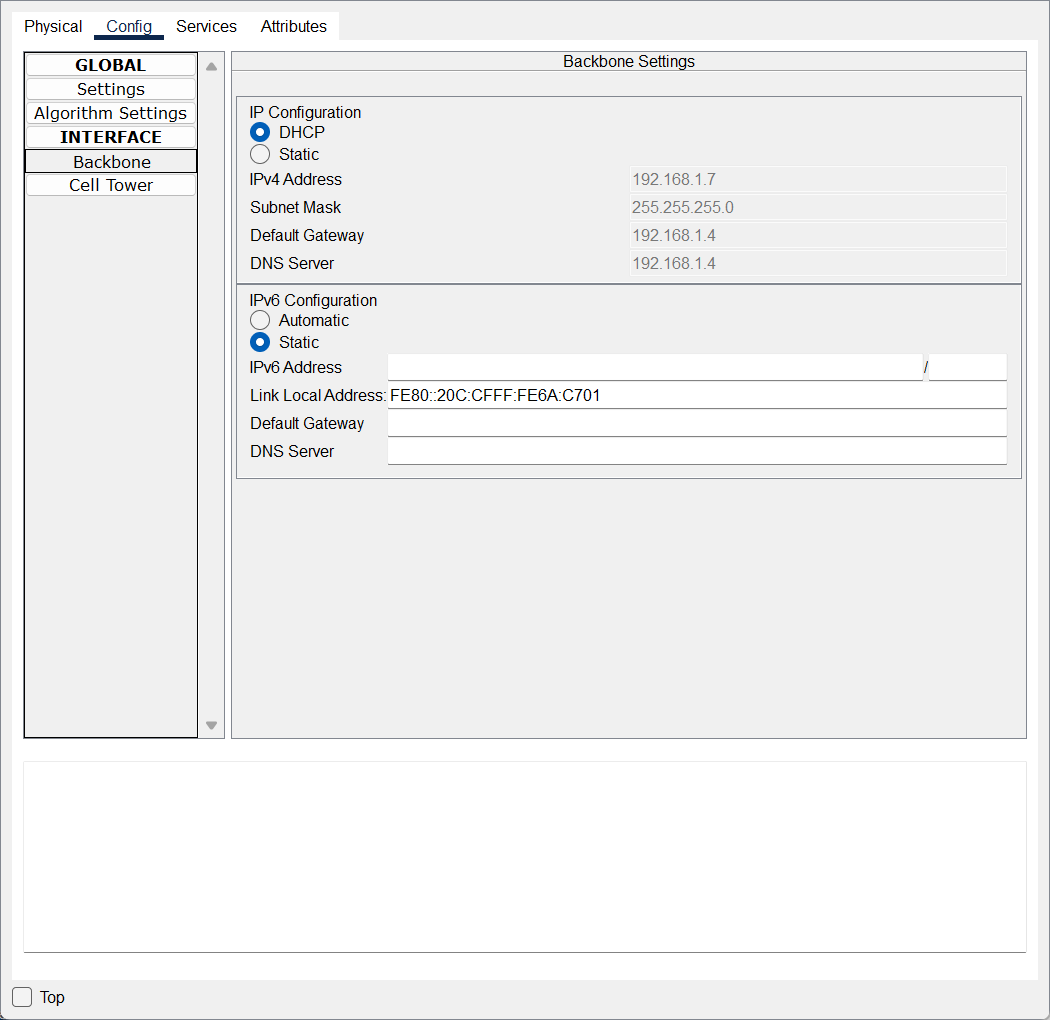 Physical Config Services Attributes
GLOBAL
Settings
Algorithm Settings
INTERFACE
Backbone
Cell Tower
Backbone Settings
IP Configuration
DHCP
Static
IPv4 Address 192.168.1.7
Subnet Mask 255.255.255.0
Default Gateway 192.168.1.4
DNS Server 192.168.1.4
IPv6 Configuration
Automatic
Static
IPv6 Address /
Link Local Address: FE80::20C:CFFF:FE6A:C701
Default Gateway
DNS Server
Top